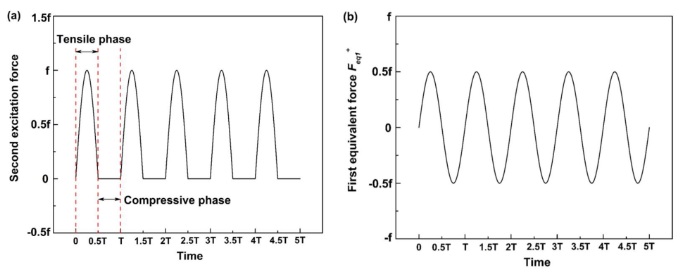 (a)
1.5f
f
0.5f
0
-0.5f
Second excitation force
Tensile phase
Compressive phase
0 0.5T T 1.5T 2T 2.5T 3T 3.5T 4T 4.5T 5T
Time
(b)
f
0.5f
0
-0.5f
-f
First equivalent force Feq1*
0 0.5T T 1.5T 2T 2.5T 3T 3.5T 4T 4.5T 5T
Time